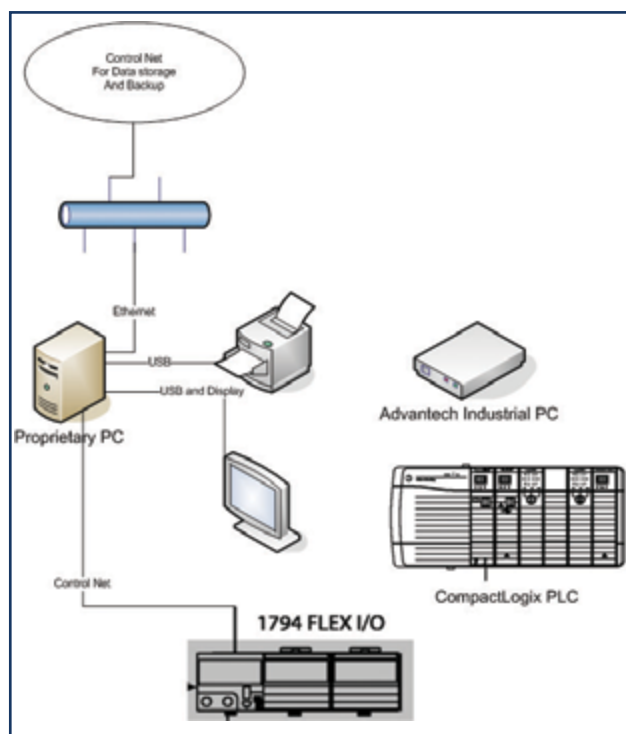 Control Net
For Data storage
And Backup
Ethernet
USB
USB and Display
Proprietary PC
Advantech Industrial PC
Control Net
CompactLogix PLC
1794 FLEX I/O